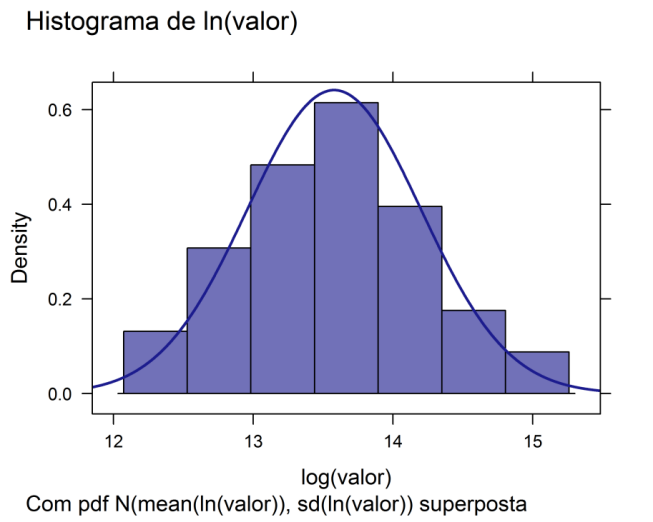 Histograma de ln(valor)
0.6
0.4
0.2
0.0
Density
12 13 14 15
log(valor)
Com pdf N(mean(ln(valor)), sd(ln(valor)) superposta